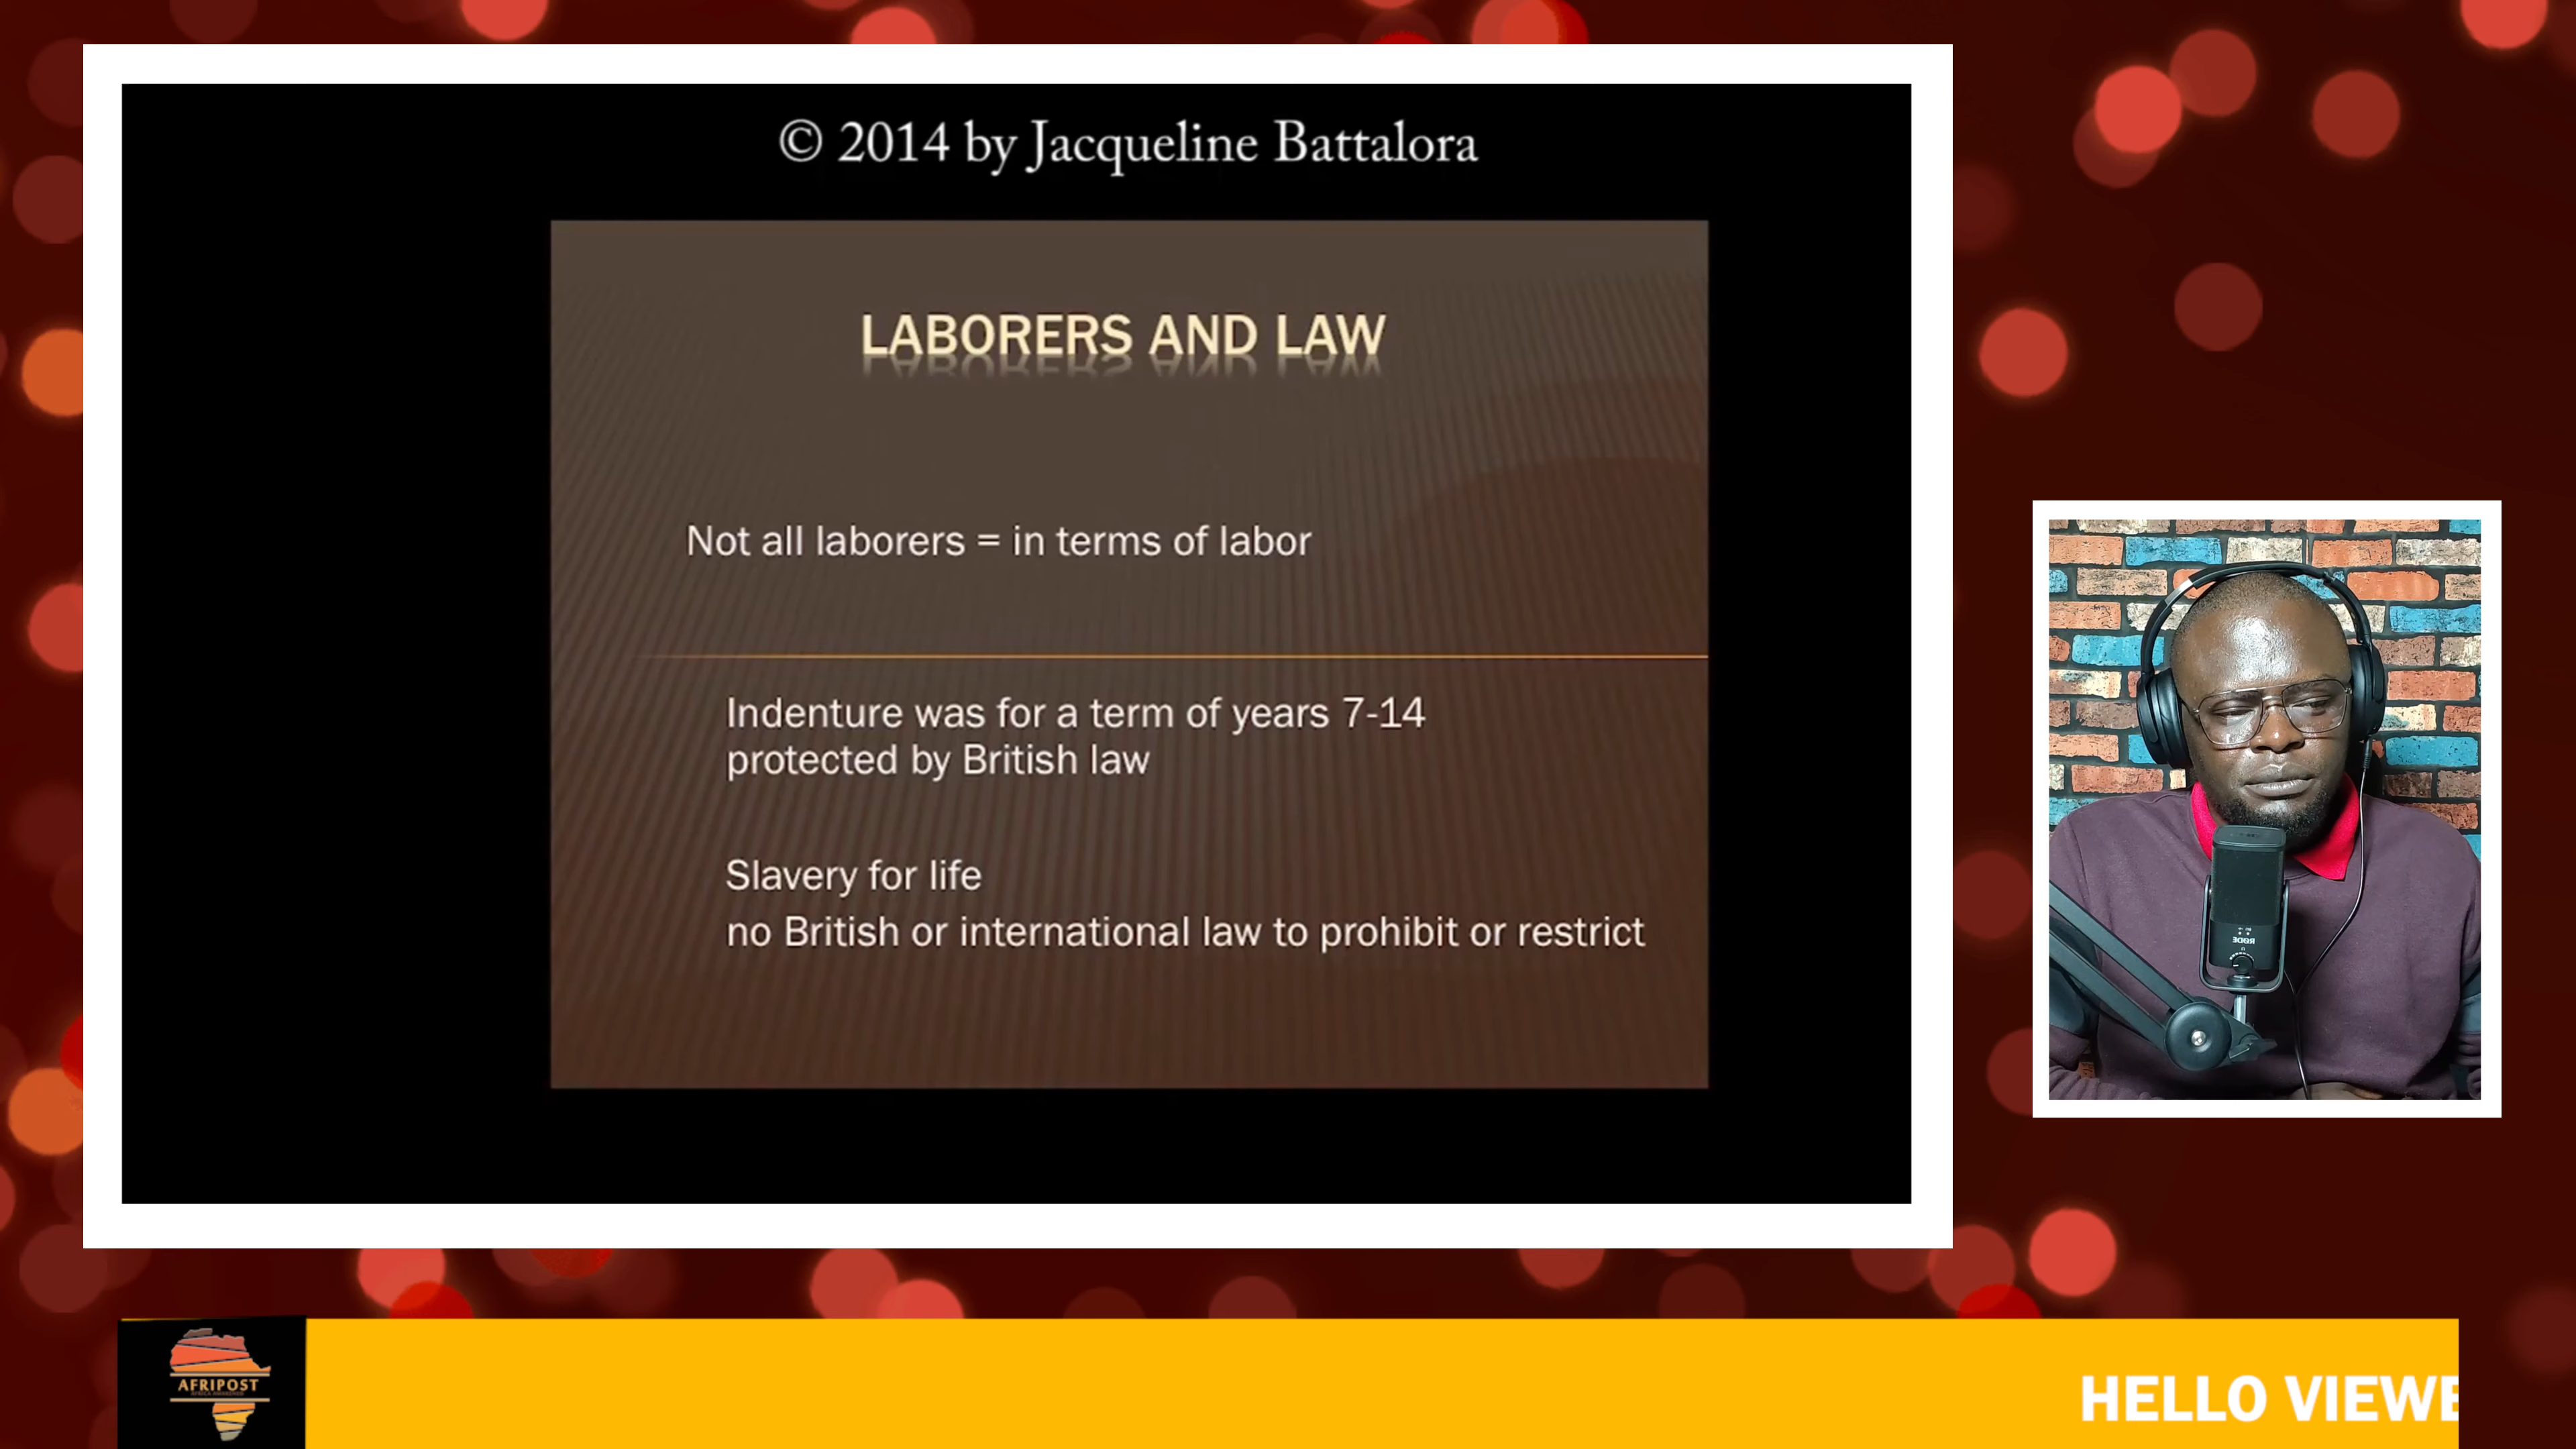 © 2014 by Jacqueline Battalora
LABORERS AND LAW
Not all laborers = in terms of labor
Indenture was for a term of years 7-14
protected by British law
Slavery for life
no British or international law to prohibit or restrict
RØDE
AFRIPOST
HELLO VIEWE